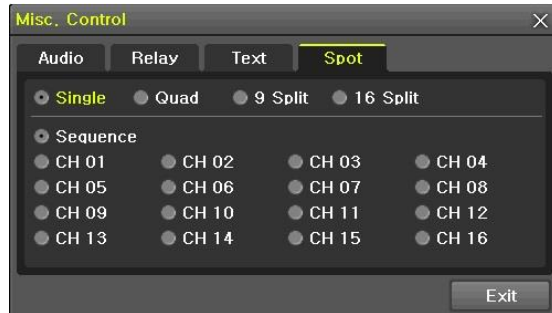 Misc. Control
Audio Relay Text Spot
Single Quad 9 Split 16 Split
Sequence
CH 01 CH 02 CH 03 CH 04
CH 05 CH 06 CH 07 CH 08
CH 09 CH 10 CH 11 CH 12
CH 13 CH 14 CH 15 CH 16
Exit